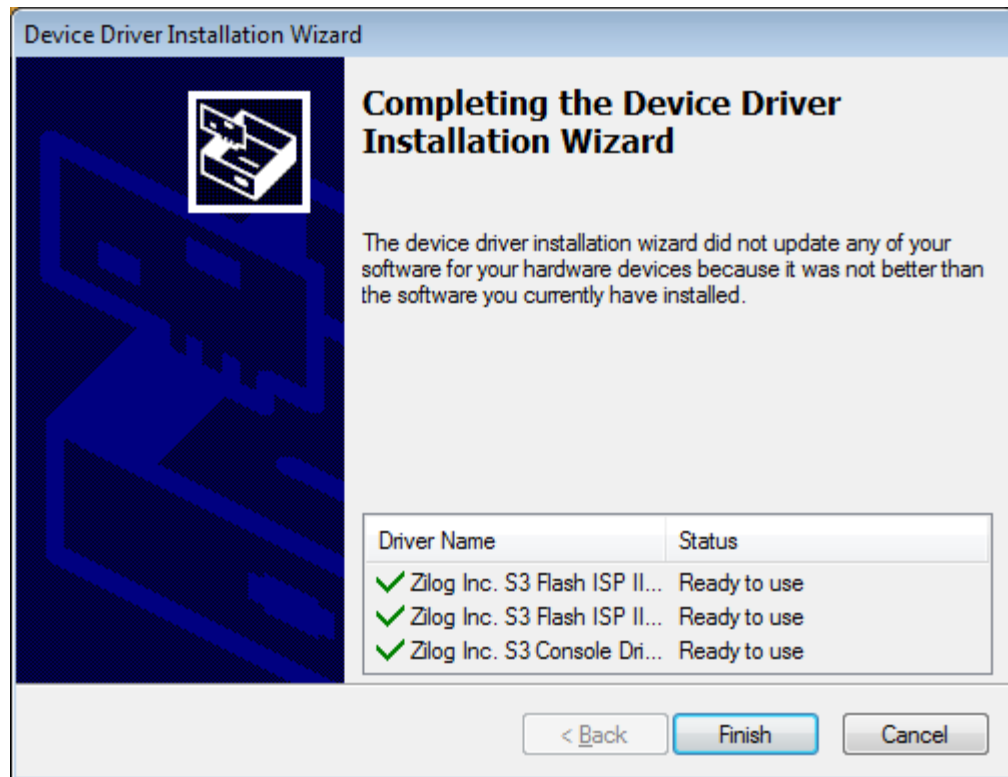 Device Driver Installation Wizard
Completing the Device Driver
Installation Wizard
The device driver installation wizard did not update any of your
software for your hardware devices because it was not better than
the software you currently have installed.
Driver Name Status
Zilog Inc. S3 Flash ISP II... Ready to use
Zilog Inc. S3 Flash ISP II... Ready to use
Zilog Inc. S3 Console Dri... Ready to use
< Back Finish Cancel